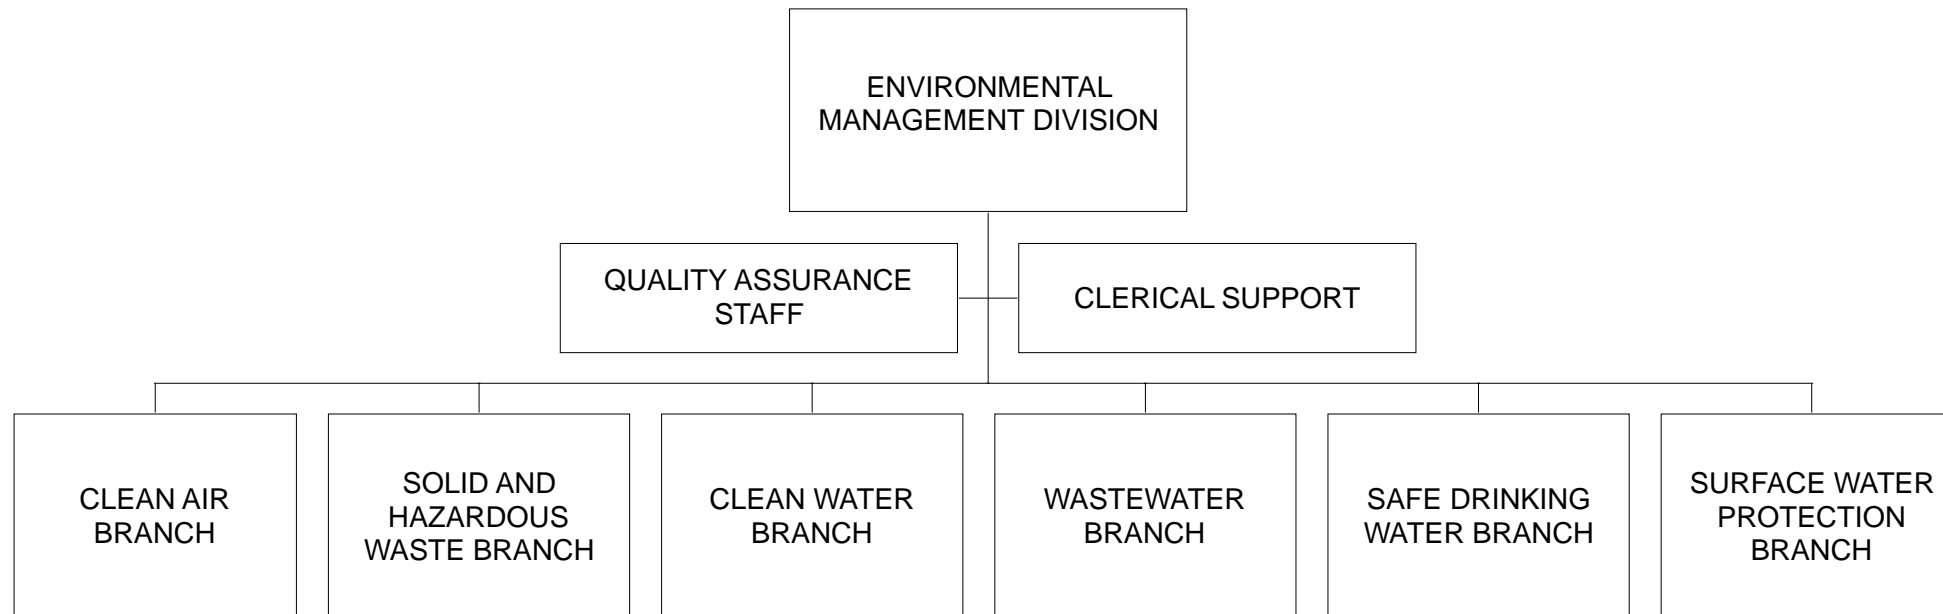 ENVIRONMENTAL
MANAGEMENT DIVISION
QUALITY ASSURANCE
STAFF
CLERICAL SUPPORT
CLEAN AIR
BRANCH
SOLID AND
HAZARDOUS
WASTE BRANCH
CLEAN WATER
BRANCH
WASTEWATER
BRANCH
SAFE DRINKING
WATER BRANCH
SURFACE WATER
PROTECTION
BRANCH